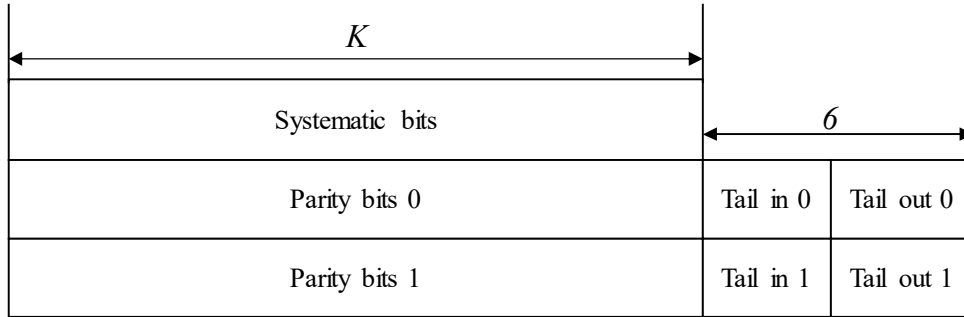 K
Systematic bits
6
Parity bits 0
Tail in 0
Tail out 0
Parity bits 1
Tail in 1
Tail out 1